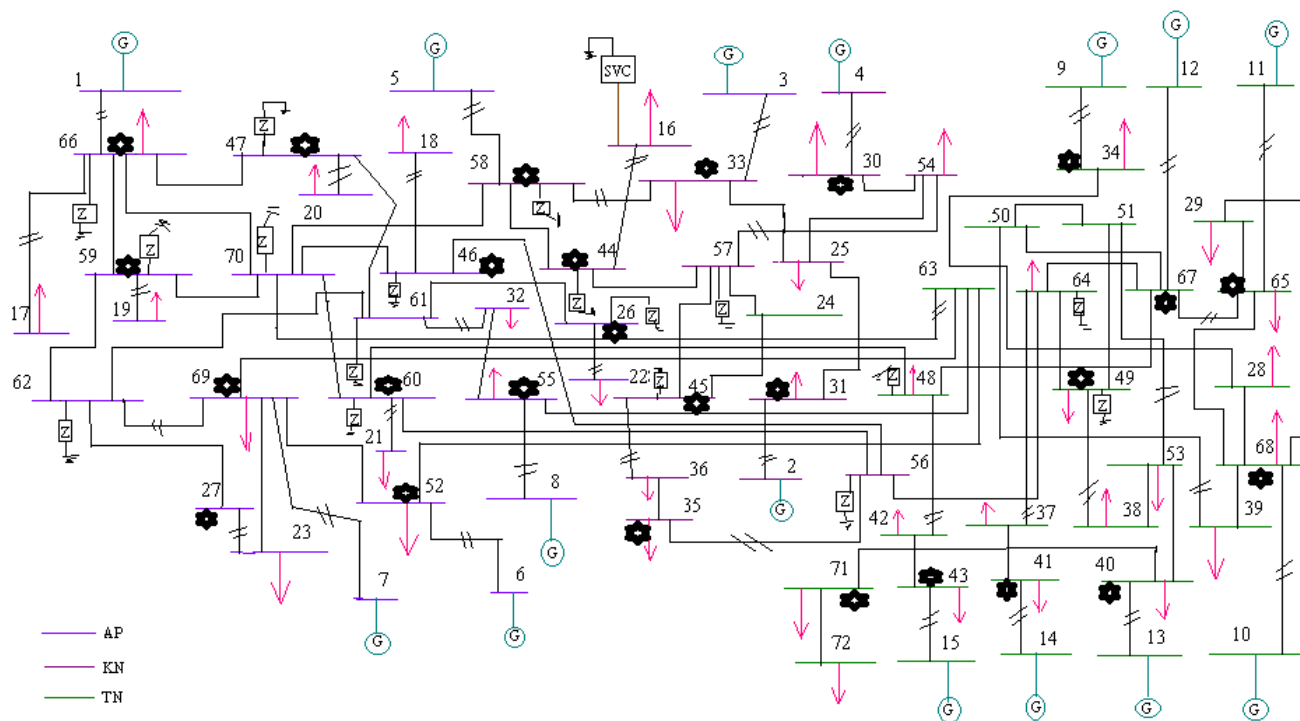 G G SVC G G G G G
1 5 3 4 9 12 11
66 47 Z 18 58 16 33 30 54 34
Z 20 Z 50 51 29
59 Z 70 Z 46 44 57 25 63 64 67 65
17 19 Z 61 32 Z 26 Z Z 24 Z
62 69 Z 60 55 22 Z 45 31 Z 48 49 28
Z Z 21 Z 53 68
27 52 8 36 2 56
23 35 G Z 42 37 38 39
7 6 G 71 43 41 40
G G 72 15 14 13 10
AP
KN
TN
G G G G